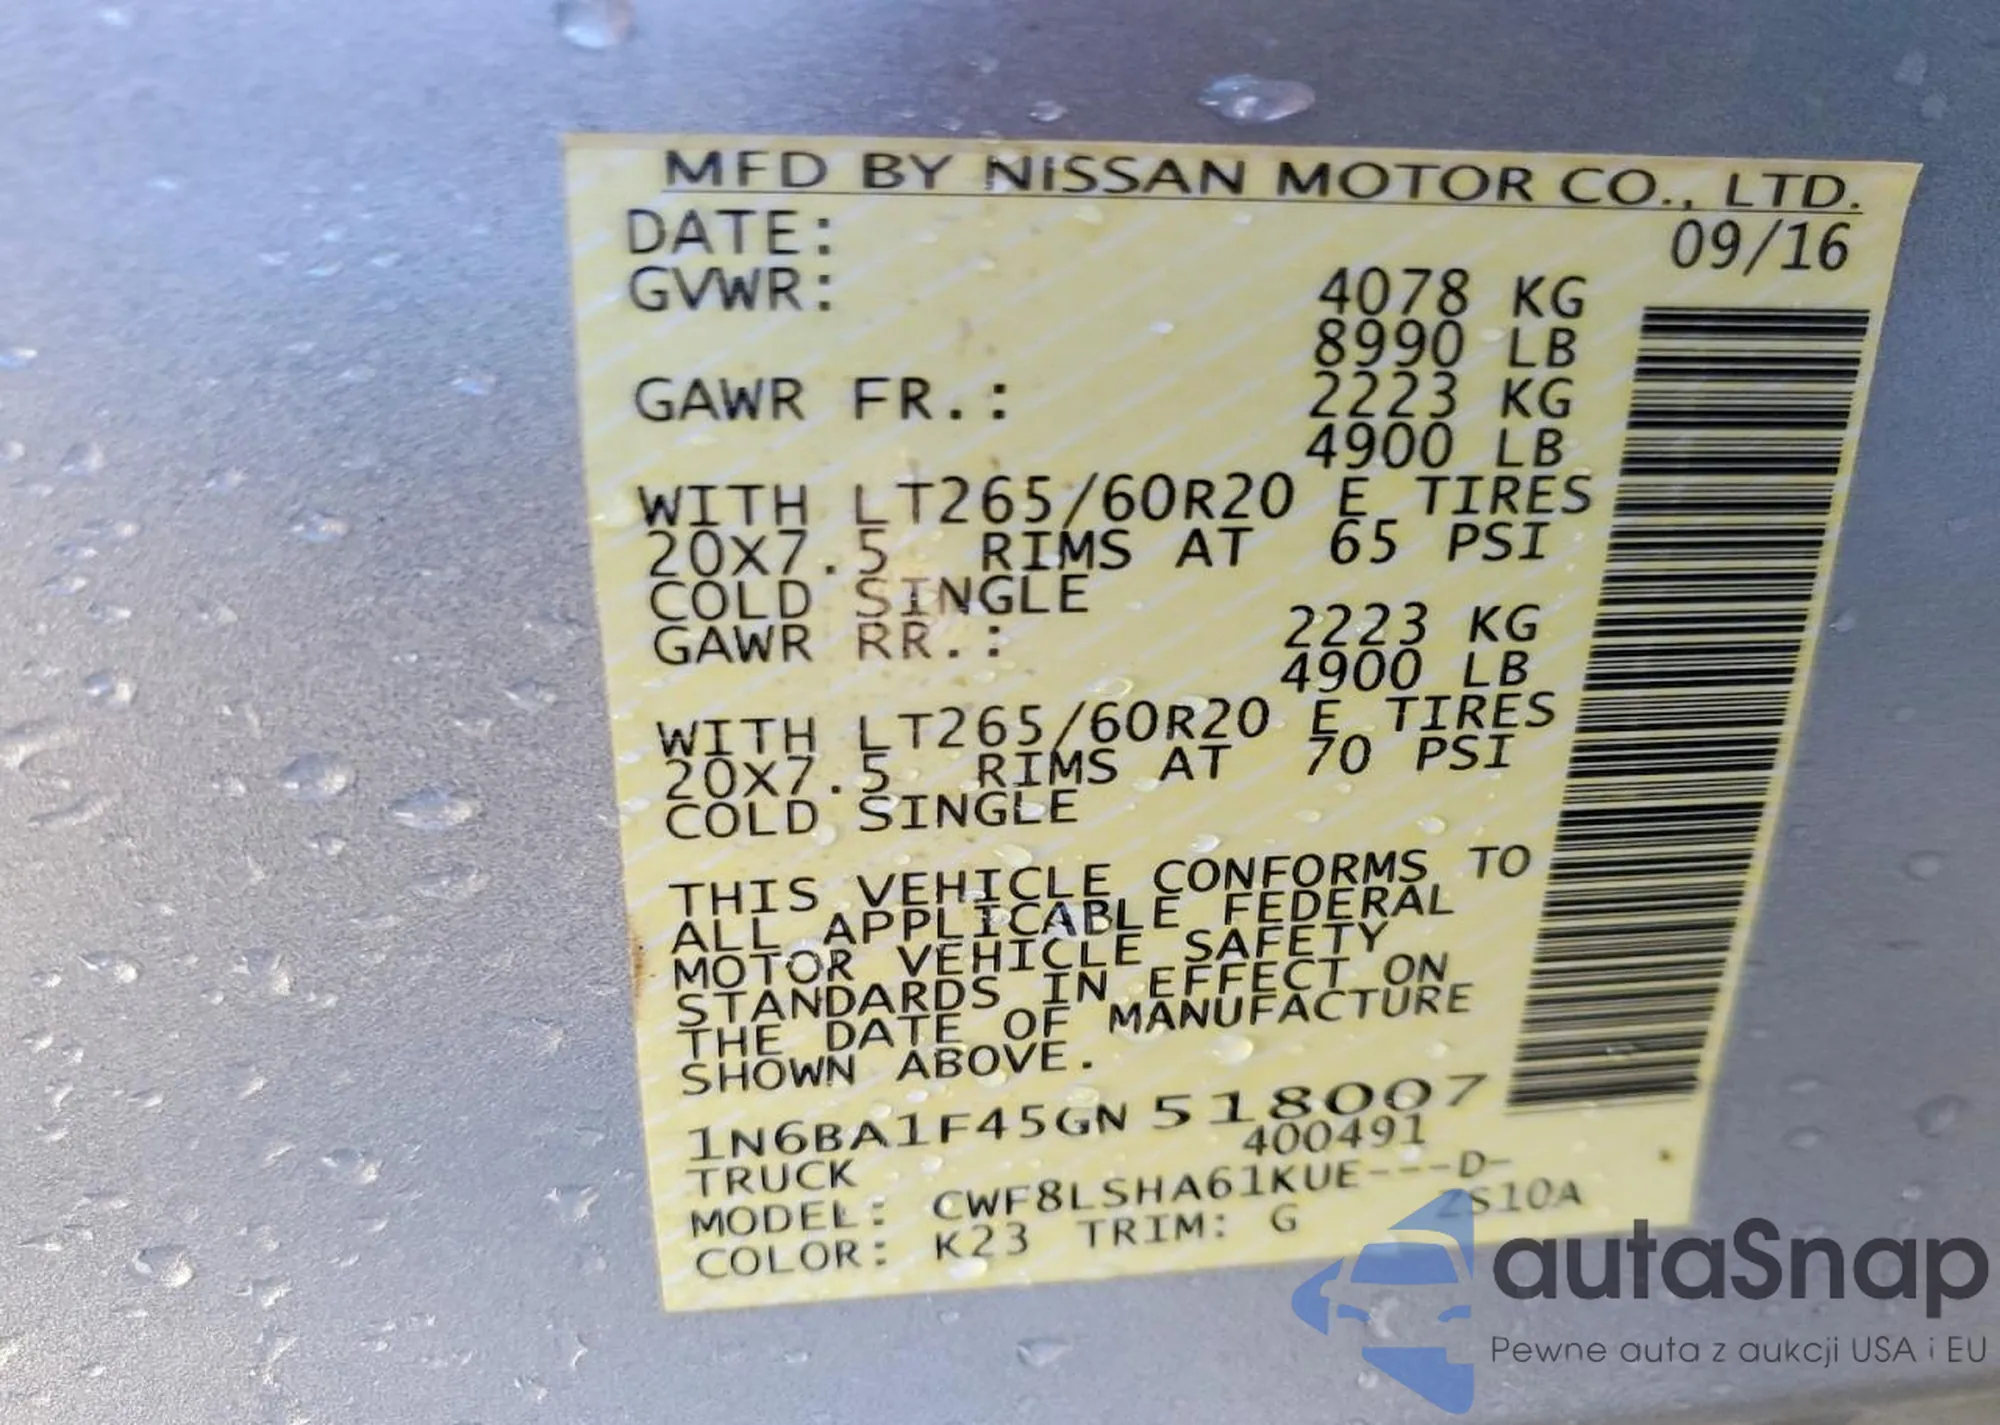 MFD BY NISSAN MOTOR CO., LTD.
DATE: 09/16
GVWR: 4078 KG
8990 LB
GAWR FR.: 2223 KG
4900 LB
WITH LT265/60R20 E TIRES
20X7.5 RIMS AT 65 PSI
COLD SINGLE
GAWR RR.: 2223 KG
4900 LB
WITH LT265/60R20 E TIRES
20X7.5 RIMS AT 70 PSI
COLD SINGLE
THIS VEHICLE CONFORMS TO
ALL APPLICABLE FEDERAL
MOTOR VEHICLE SAFETY
STANDARDS IN EFFECT ON
THE DATE OF MANUFACTURE
SHOWN ABOVE.
1N6BA1F45GN518007
TRUCK 400491
MODEL: CWF8LSHA61KUE---D-
COLOR: K23 TRIM: G ZS10A
autaSnap
Pewne auta z aukcji USA i EU